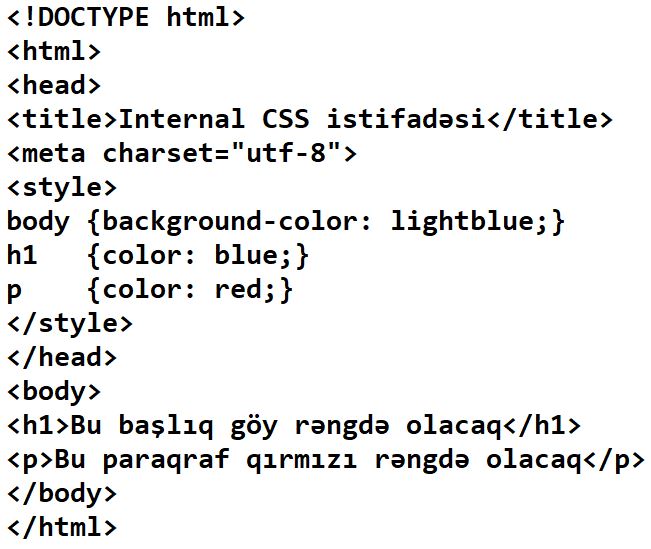 <!DOCTYPE html>
<html>
<head>
<title>Internal CSS istifadəsi</title>
<meta charset="utf-8">
<style>
body {background-color: lightblue;}
h1   {color: blue;}
p    {color: red;}
</style>
</head>
<body>
<h1>Bu başlıq göy rəngdə olacaq</h1>
<p>Bu paraqraf qırmızı rəngdə olacaq</p>
</body>
</html>